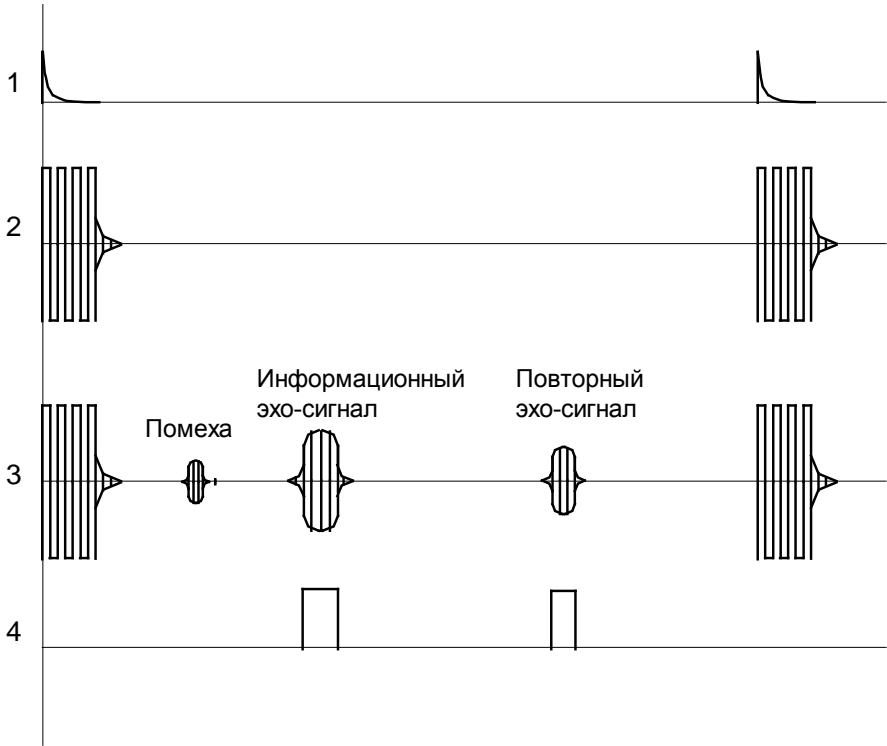 1
2
Информационный
эхо-сигнал
Повторный
эхо-сигнал
Помеха
3
4